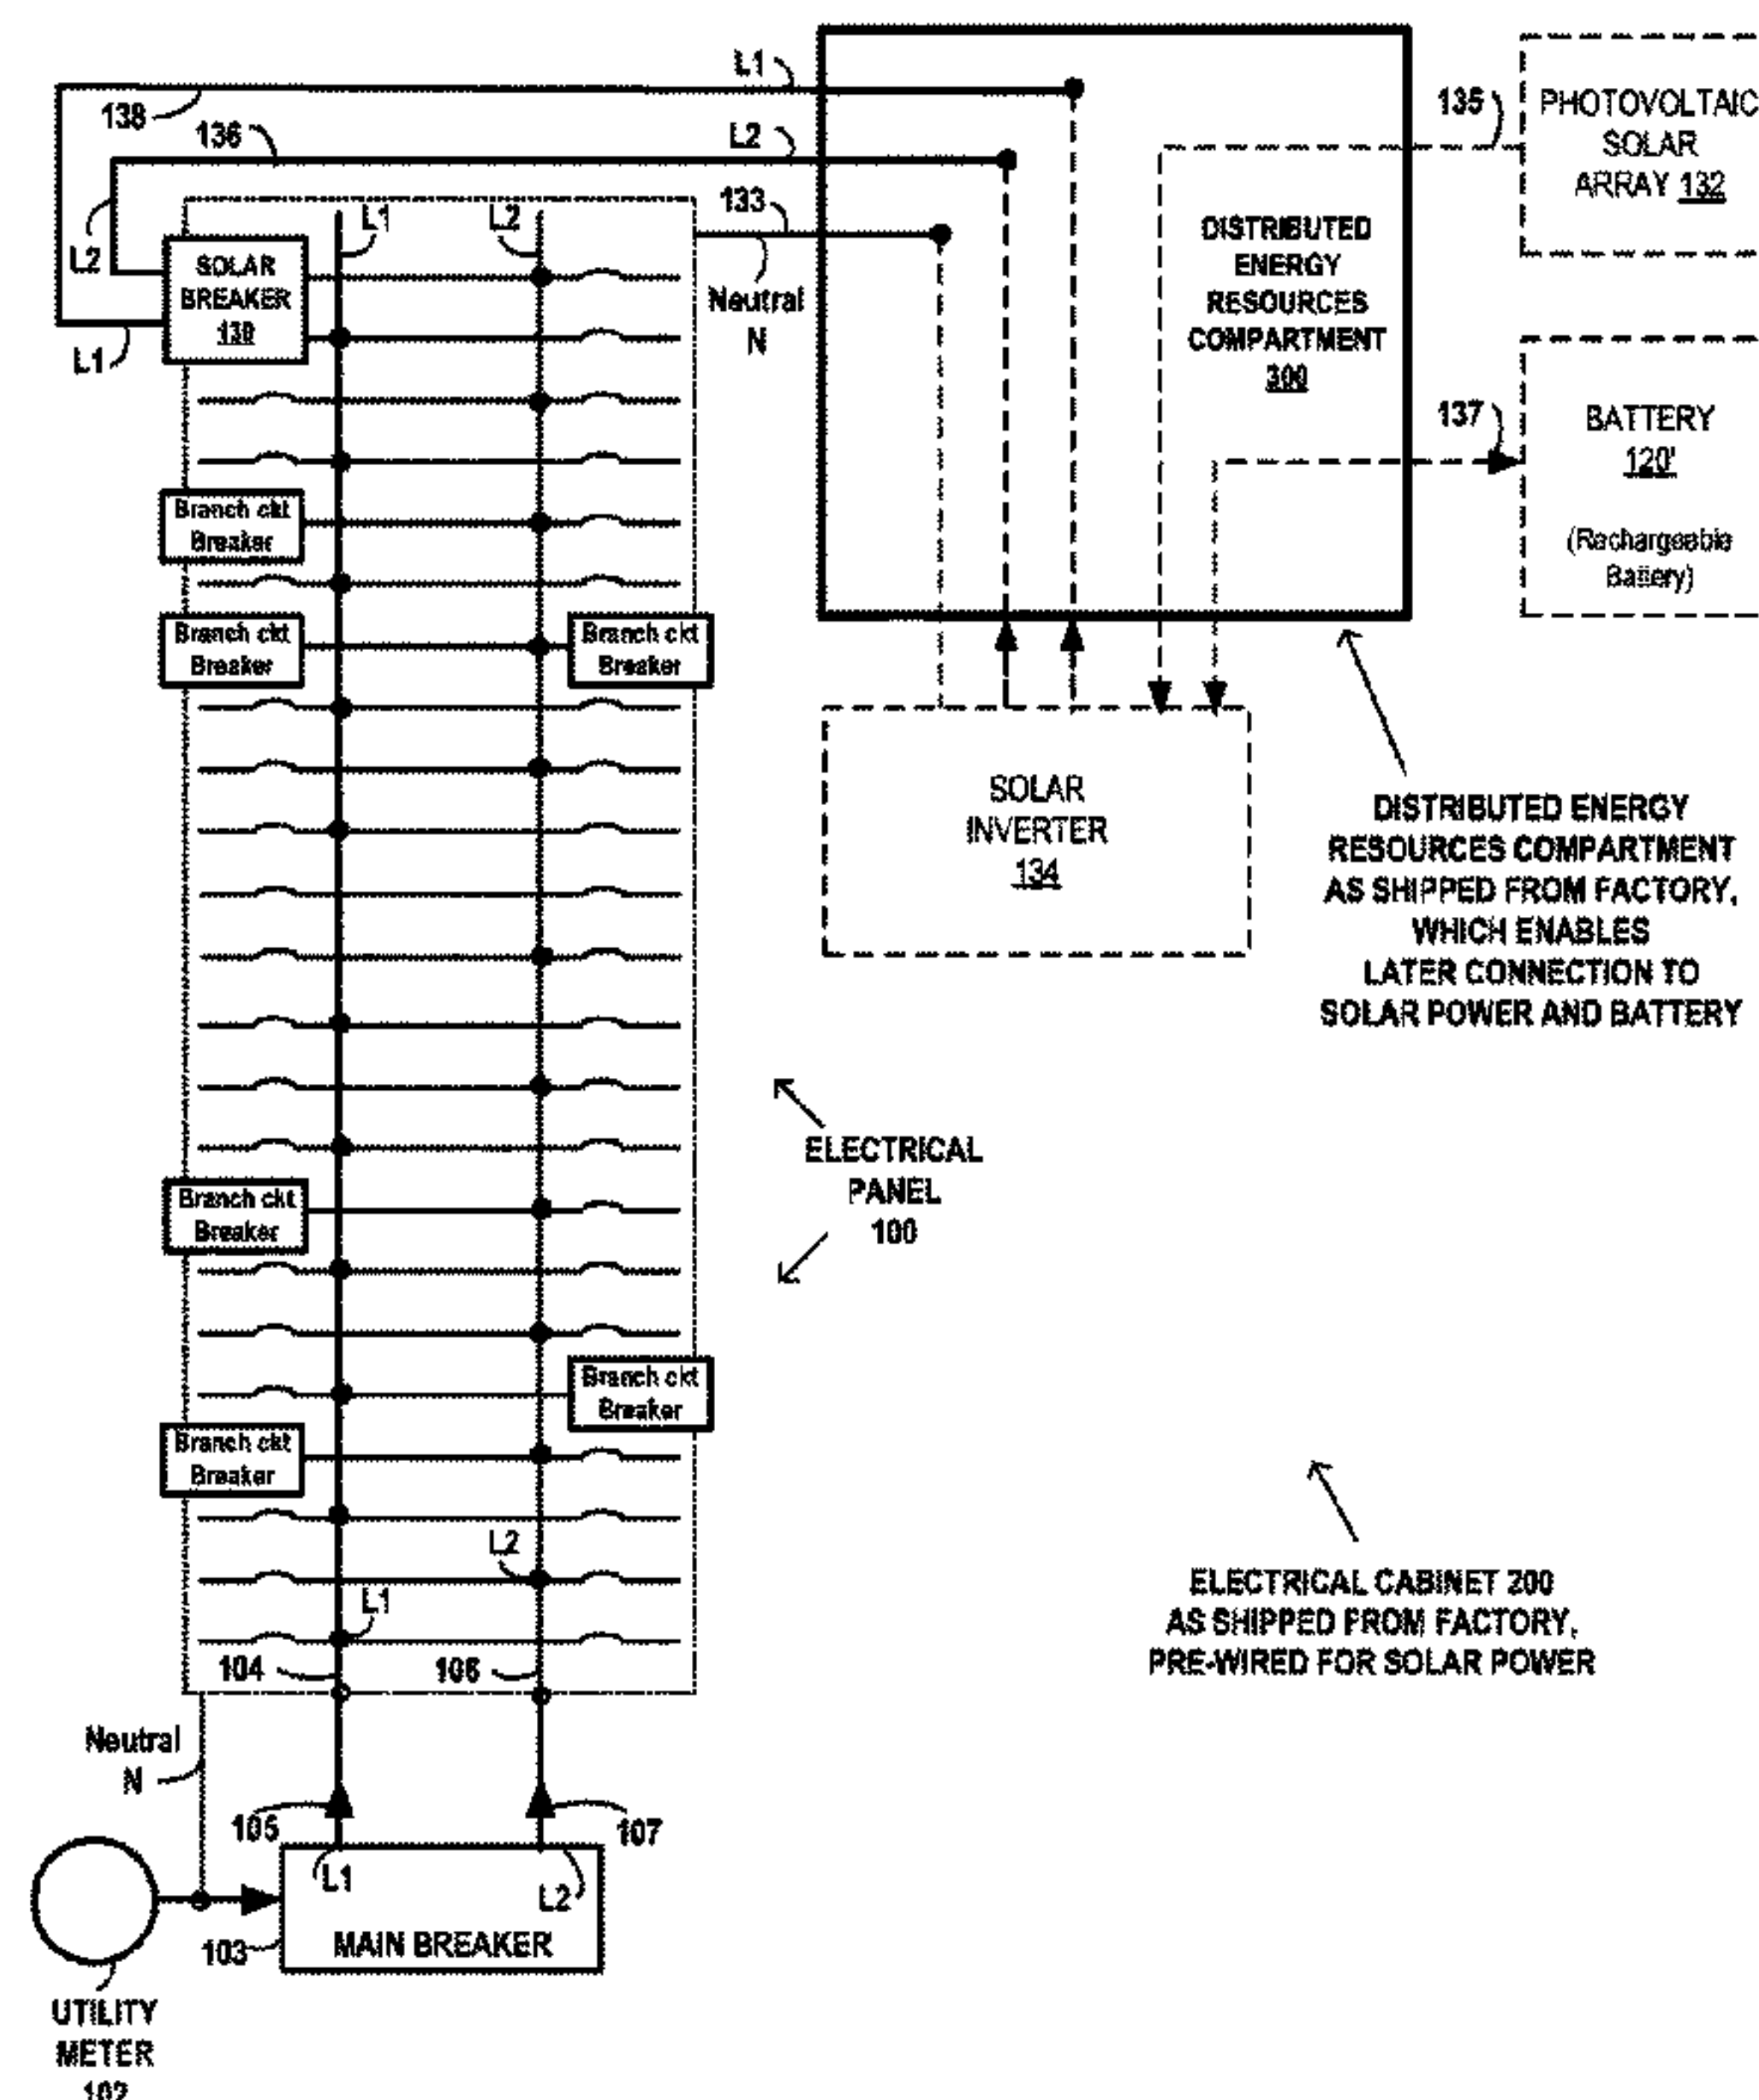 L1
138
136
L2
135
PHOTOVOLTAIC
SOLAR
ARRAY 132
L1
L2
133
L2
SOLAR
BREAKER
130
L1
Neutral
N
DISTRIBUTED
ENERGY
RESOURCES
COMPARTMENT
300
137
BATTERY
120'
(Rechargeable
Battery)
Branch ckt
Breaker
Branch ckt
Breaker
Branch ckt
Breaker
SOLAR
INVERTER
134
DISTRIBUTED ENERGY
RESOURCES COMPARTMENT
AS SHIPPED FROM FACTORY,
WHICH ENABLES
LATER CONNECTION TO
SOLAR POWER AND BATTERY
ELECTRICAL
PANEL
100
Branch ckt
Breaker
Branch ckt
Breaker
Branch ckt
Breaker
L2
L1
104
106
ELECTRICAL CABINET 200
AS SHIPPED FROM FACTORY,
PRE-WIRED FOR SOLAR POWER
Neutral
N
105
107
L1
L2
103
MAIN BREAKER
UTILITY
METER
102